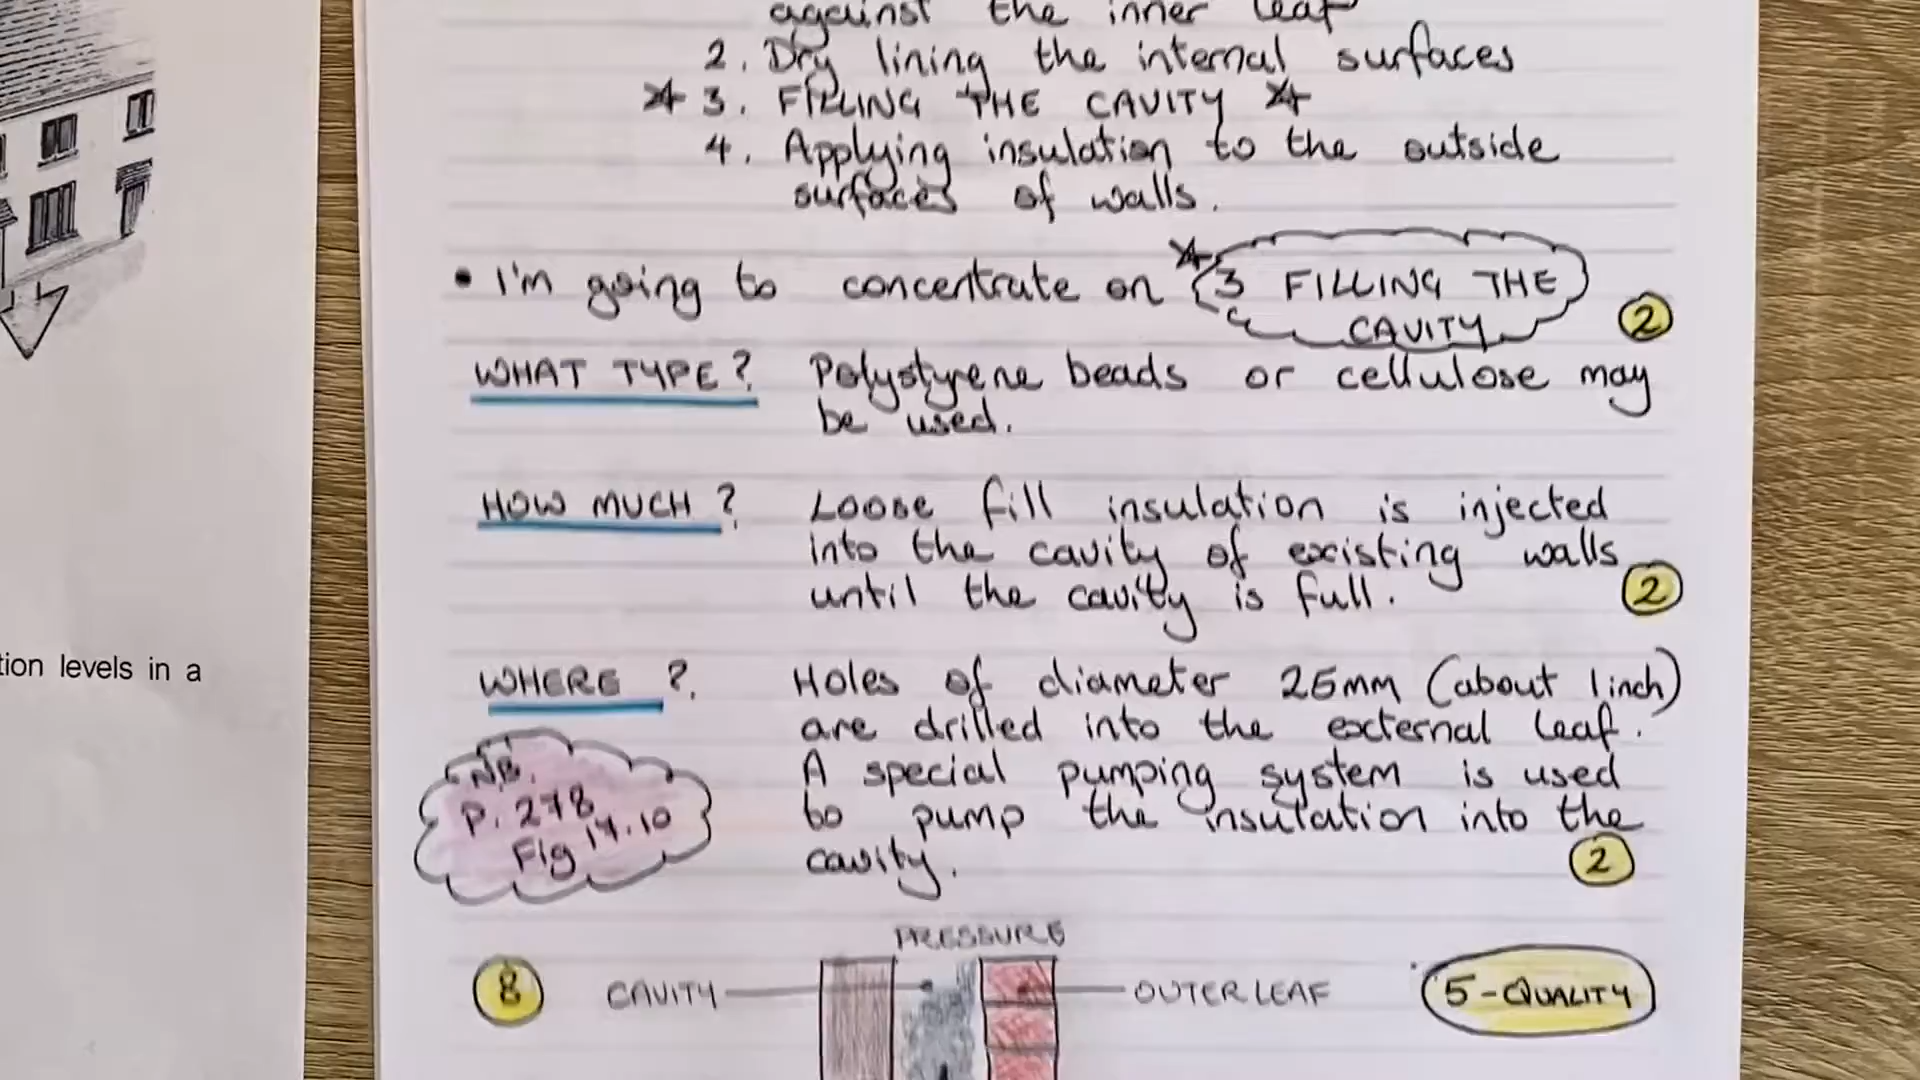 against the inner leaf
2. Dry lining the internal surfaces
3. FILLING THE CAVITY
4. Applying insulation to the outside
surfaces of walls.
• I'm going to concentrate on 3 FILLING THE
CAVITY
2
WHAT TYPE? Polystyrene beads or cellulose may
be used.
HOW MUCH? Loose fill insulation is injected
into the cavity of existing walls
until the cavity is full.
2
WHERE? Holes of diameter 25mm (about 1inch)
are drilled into the external leaf.
A special pumping system is used
to pump the insulation into the
cavity.
2
N.B.
P. 278
Fig 17.10
tion levels in a
PRESSURE
8 CAVITY OUTER LEAF 5-QUALITY